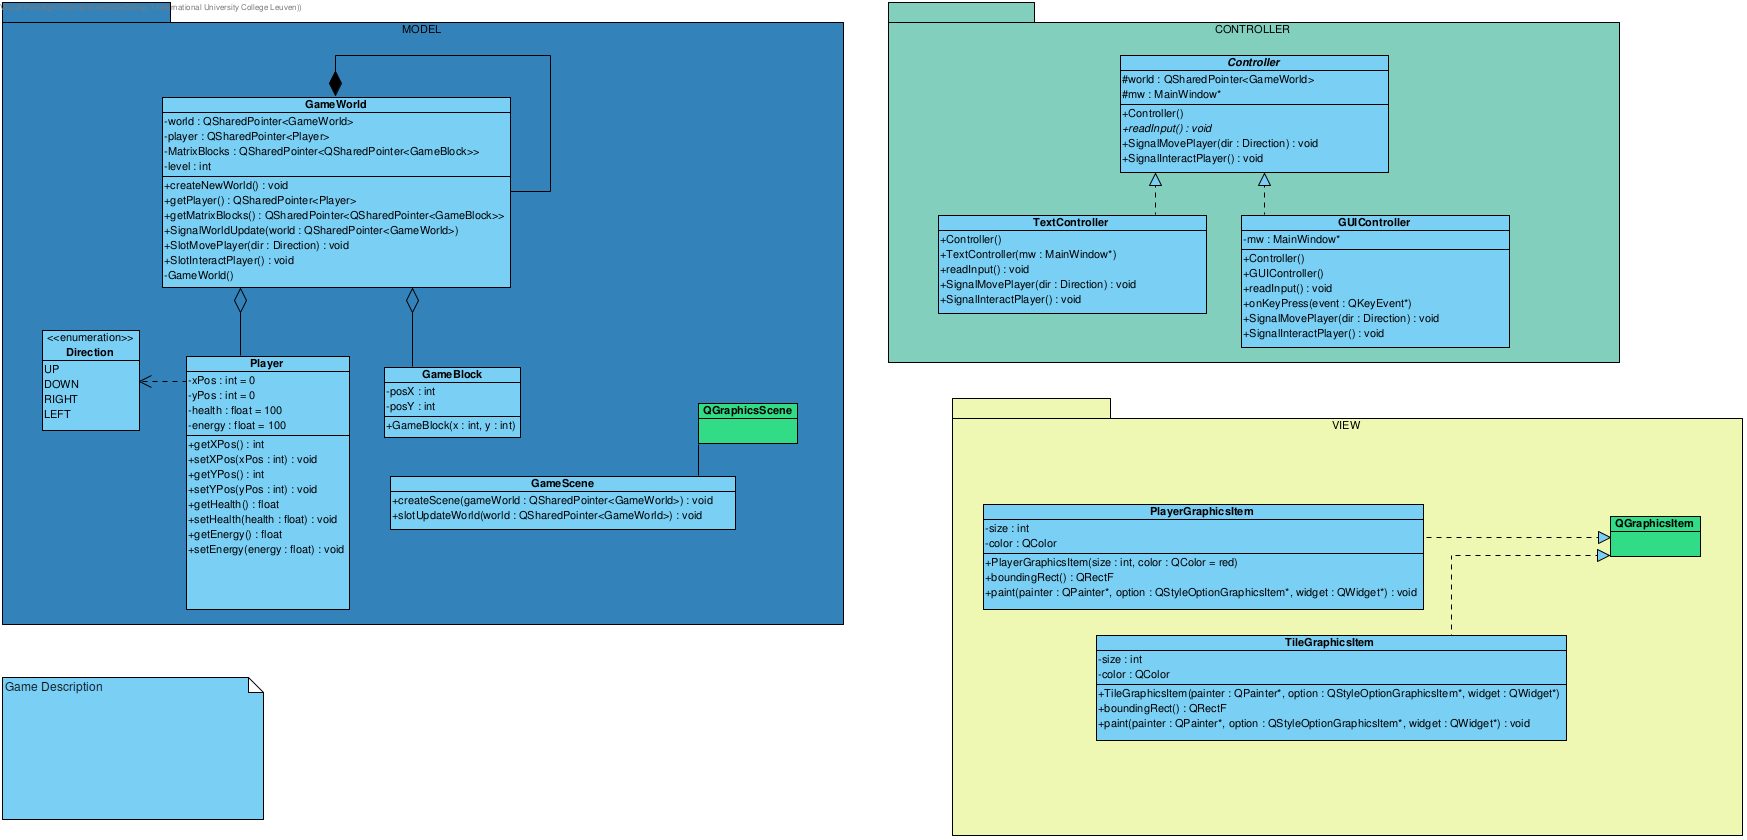 national University College Leuven))
MODEL
GameWorld
-world : QSharedPointer<GameWorld>
-player : QSharedPointer<Player>
-MatrixBlocks : QSharedPointer<QSharedPointer<GameBlock>>
-level : int
+createNewWorld() : void
+getPlayer() : QSharedPointer<Player>
+getMatrixBlocks() : QSharedPointer<QSharedPointer<GameBlock>>
+SignalWorldUpdate(world : QSharedPointer<GameWorld>)
+SlotMovePlayer(dir : Direction) : void
+SlotInteractPlayer() : void
-GameWorld()
<<enumeration>>
Direction
UP
DOWN
RIGHT
LEFT
Player
-xPos : int = 0
-yPos : int = 0
-health : float = 100
-energy : float = 100
+getXPos() : int
+setXPos(xPos : int) : void
+getYPos() : int
+setYPos(yPos : int) : void
+getHealth() : float
+setHealth(health : float) : void
+getEnergy() : float
+setEnergy(energy : float) : void
GameBlock
-posX : int
-posY : int
+GameBlock(x : int, y : int)
QGraphicsScene
GameScene
+createScene(gameWorld : QSharedPointer<GameWorld>) : void
+slotUpdateWorld(world : QSharedPointer<GameWorld>) : void
Game Description
CONTROLLER
Controller
#world : QSharedPointer<GameWorld>
#mw : MainWindow*
+Controller()
+readInput() : void
+SignalMovePlayer(dir : Direction) : void
+SignalInteractPlayer() : void
TextController
+Controller()
+TextController(mw : MainWindow*)
+readInput() : void
+SignalMovePlayer(dir : Direction) : void
+SignalInteractPlayer() : void
GUIController
-mw : MainWindow*
+Controller()
+GUIController()
+readInput() : void
+onKeyPress(event : QKeyEvent*)
+SignalMovePlayer(dir : Direction) : void
+SignalInteractPlayer() : void
VIEW
PlayerGraphicsItem
-size : int
-color : QColor
+PlayerGraphicsItem(size : int, color : QColor = red)
+boundingRect() : QRectF
+paint(painter : QPainter*, option : QStyleOptionGraphicsItem*, widget : QWidget*) : void
QGraphicsItem
TileGraphicsItem
-size : int
-color : QColor
+TileGraphicsItem(painter : QPainter*, option : QStyleOptionGraphicsItem*, widget : QWidget*)
+boundingRect() : QRectF
+paint(painter : QPainter*, option : QStyleOptionGraphicsItem*, widget : QWidget*) : void